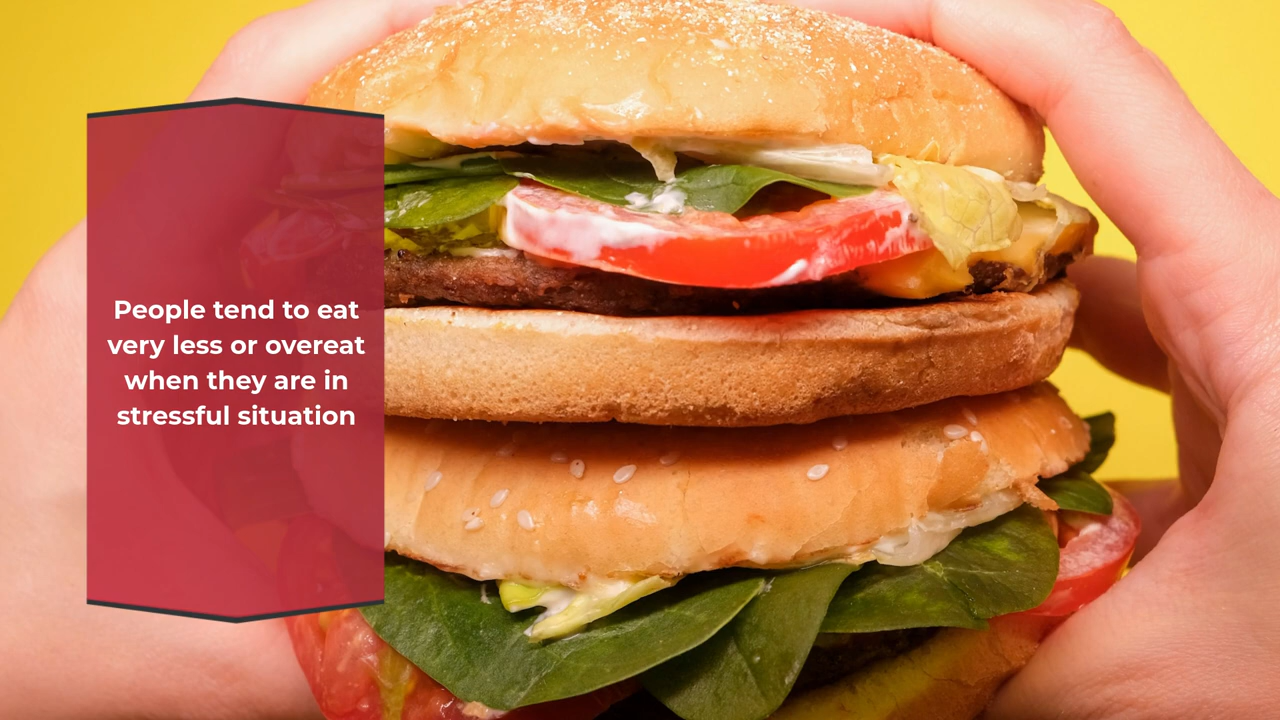 People tend to eat
very less or overeat
when they are in
stressful situation